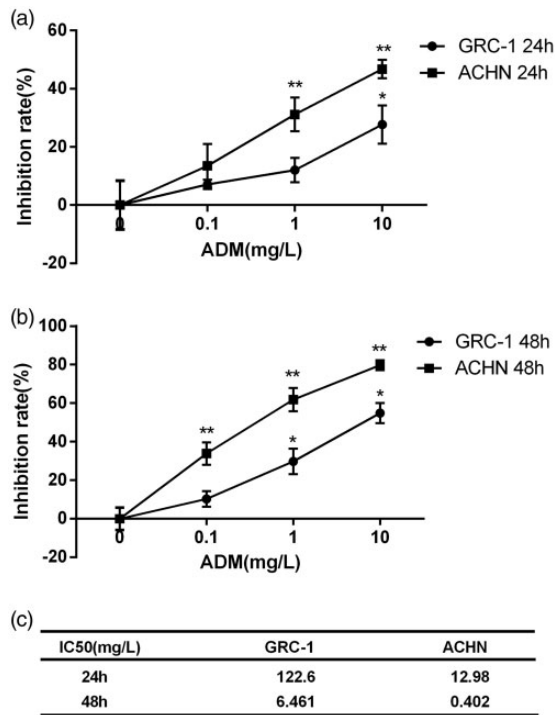 (a)
60
40
20
0
-20
Inhibition rate(%)
** 
** 
*
GRC-1 24h
ACHN 24h
0 0.1 1 10
ADM(mg/L)
(b)
100
80
60
40
20
0
-20
Inhibition rate(%)
**
**
**
*
*
GRC-1 48h
ACHN 48h
0 0.1 1 10
ADM(mg/L)
(c)
IC50(mg/L) GRC-1 ACHN
24h 122.6 12.98
48h 6.461 0.402